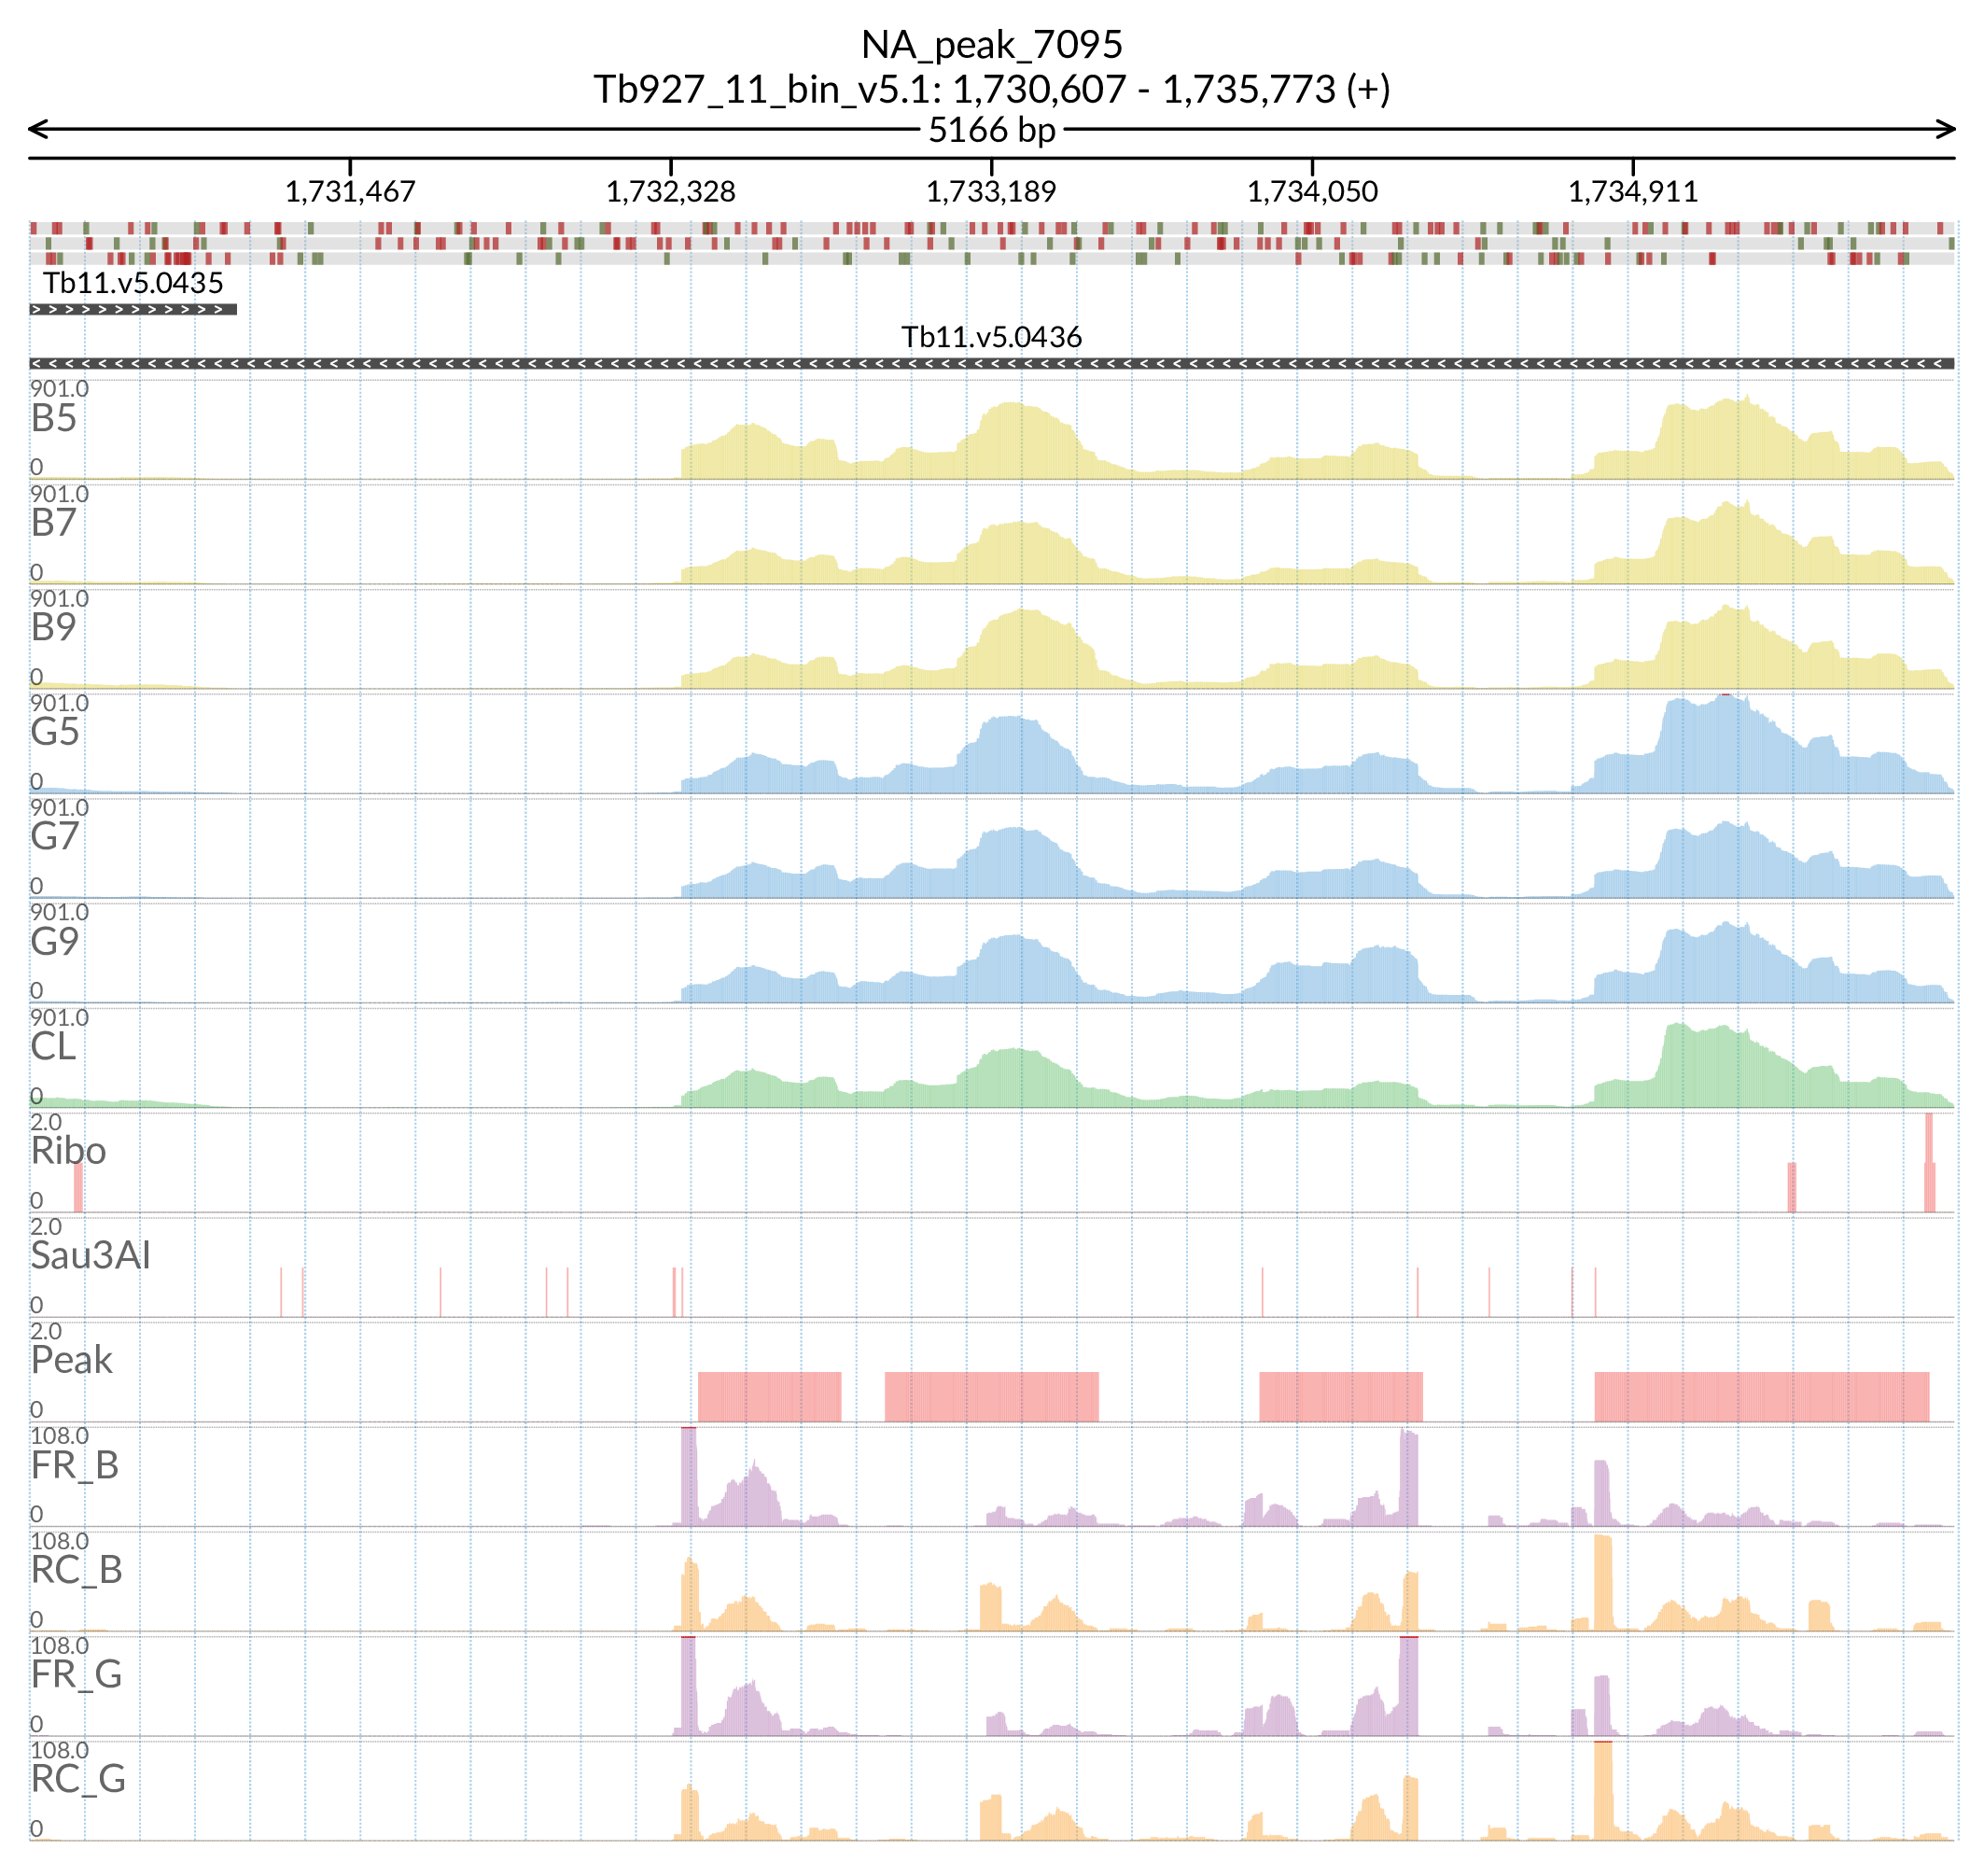 NA_peak_7095
Tb927_11_bin_v5.1: 1,730,607 - 1,735,773 (+)
5166 bp
1,731,467 1,732,328 1,733,189 1,734,050 1,734,911
Tb11.v5.0435
Tb11.v5.0436
901.0
B5
0
901.0
B7
0
901.0
B9
0
901.0
G5
0
901.0
G7
0
901.0
G9
0
901.0
CL
0
2.0
Ribo
0
2.0
Sau3AI
0
2.0
Peak
0
108.0
FR_B
0
108.0
RC_B
0
108.0
FR_G
0
108.0
RC_G
0